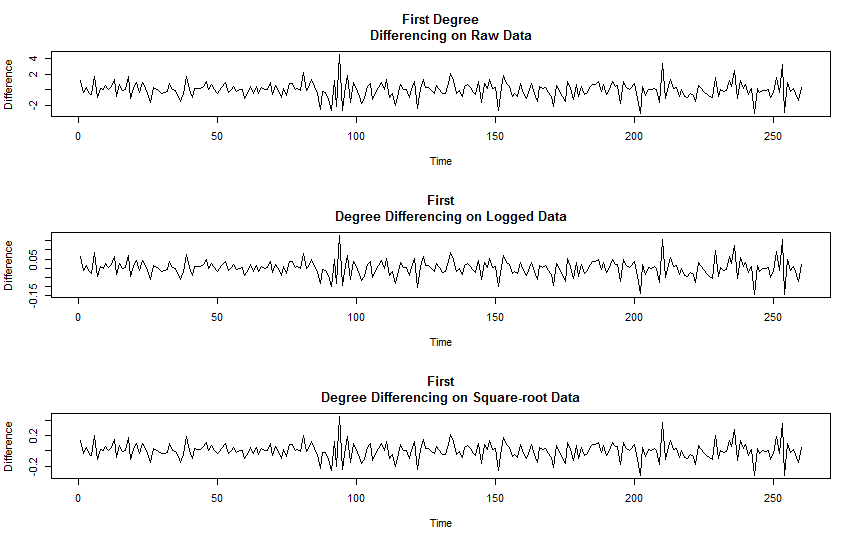 First Degree
Differencing on Raw Data
Difference
4
2
-2
0 50 100 150 200 250
Time
First
Degree Differencing on Logged Data
Difference
0.05
-0.15
0 50 100 150 200 250
Time
First
Degree Differencing on Square-root Data
Difference
0.2
-0.2
0 50 100 150 200 250
Time